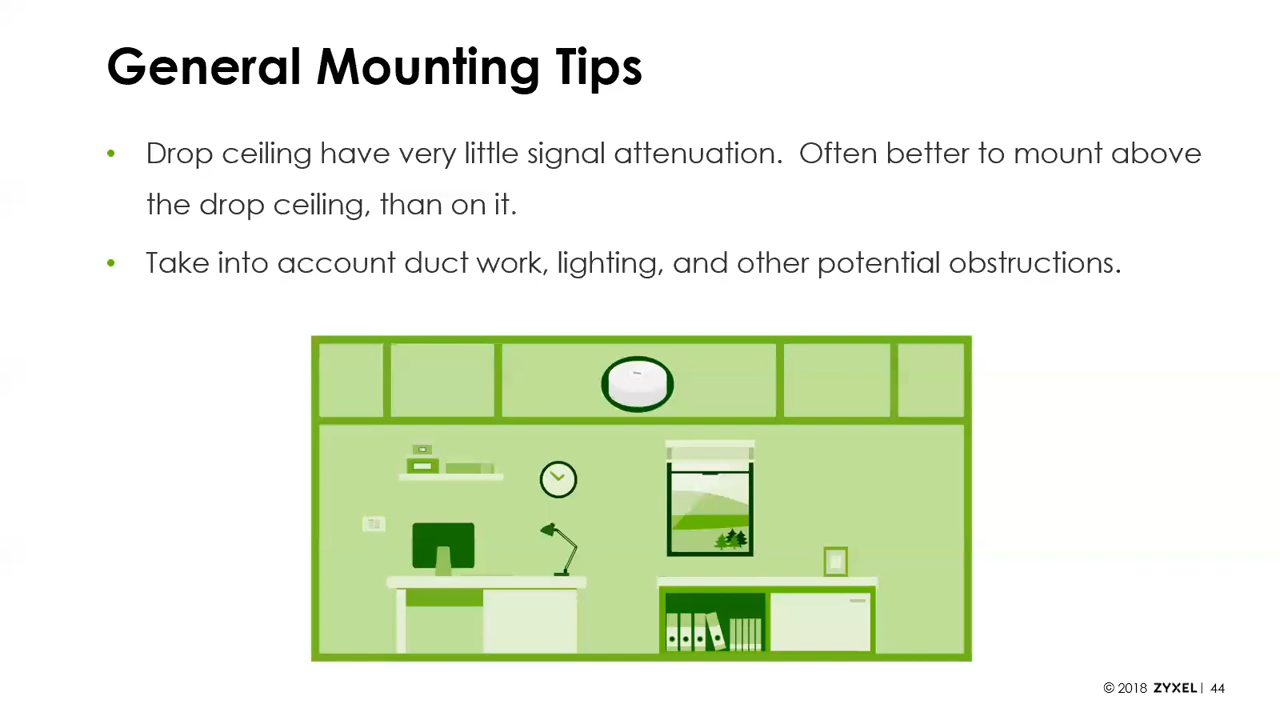 General Mounting Tips
• Drop ceiling have very little signal attenuation.  Often better to mount above
the drop ceiling, than on it.
• Take into account duct work, lighting, and other potential obstructions.
© 2018 ZYXEL | 44